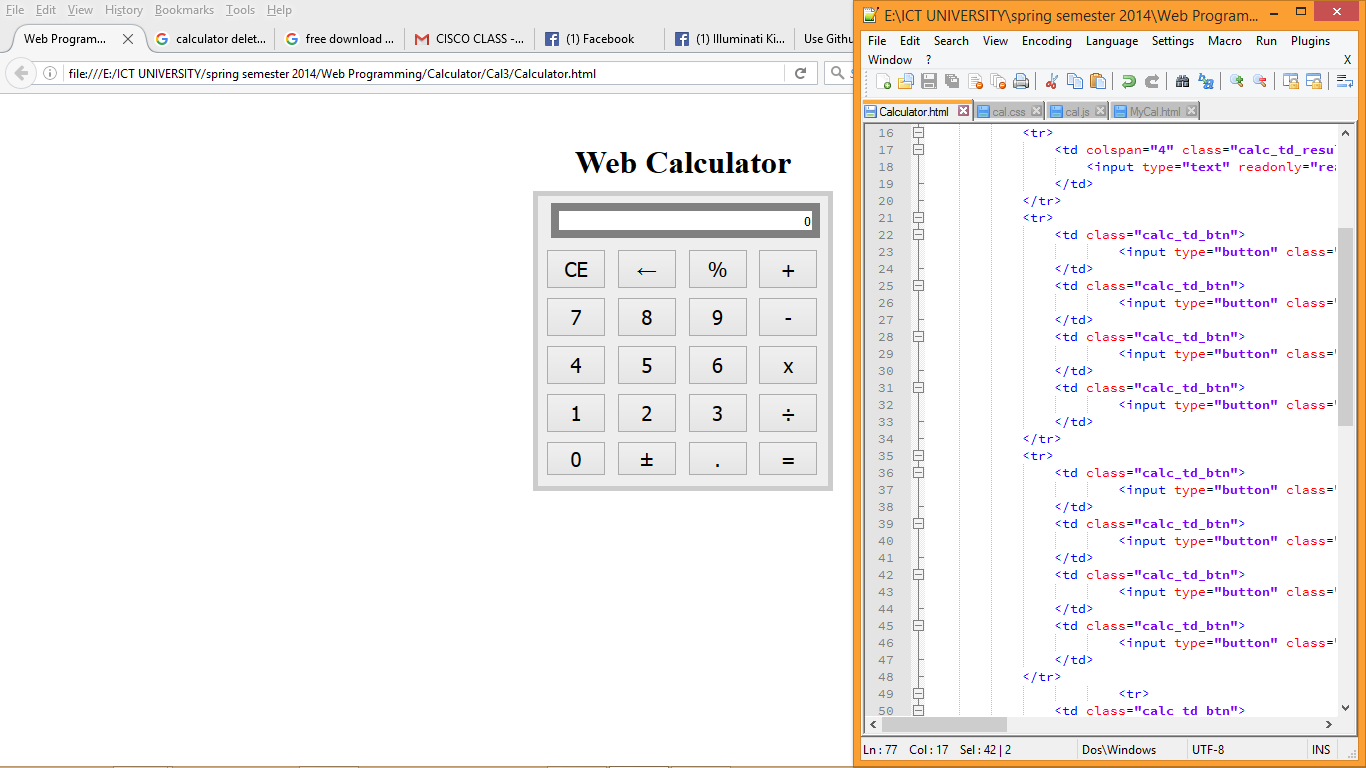 File Edit View History Bookmarks Tools Help
Web Program... calculator delet... free download ... CISCO CLASS -... (1) Facebook (1) Illuminati Ki... Use Githu
file:///E:/ICT UNIVERSITY/spring semester 2014/Web Programming/Calculator/Cal3/Calculator.html
Web Calculator
0
CE ← % +
7 8 9 -
4 5 6 x
1 2 3 ÷
0 ± . =
E:\ICT UNIVERSITY\spring semester 2014\Web Program...
File Edit Search View Encoding Language Settings Macro Run Plugins
Window ? X
Calculator.html cal.css cal.js MyCal.html
16 <tr>
17 <td colspan="4" class="calc_td_resu
18 <input type="text" readonly="rea
19 </td>
20 </tr>
21 <tr>
22 <td class="calc_td_btn">
23 <input type="button" class="
24 </td>
25 <td class="calc_td_btn">
26 <input type="button" class="
27 </td>
28 <td class="calc_td_btn">
29 <input type="button" class="
30 </td>
31 <td class="calc_td_btn">
32 <input type="button" class="
33 </td>
34 </tr>
35 <tr>
36 <td class="calc_td_btn">
37 <input type="button" class="
38 </td>
39 <td class="calc_td_btn">
40 <input type="button" class="
41 </td>
42 <td class="calc_td_btn">
43 <input type="button" class="
44 </td>
45 <td class="calc_td_btn">
46 <input type="button" class="
47 </td>
48 </tr>
49 <tr>
50 <td class="calc_td_btn">
Ln : 77 Col : 17 Sel : 42 | 2 Dos\Windows UTF-8 INS